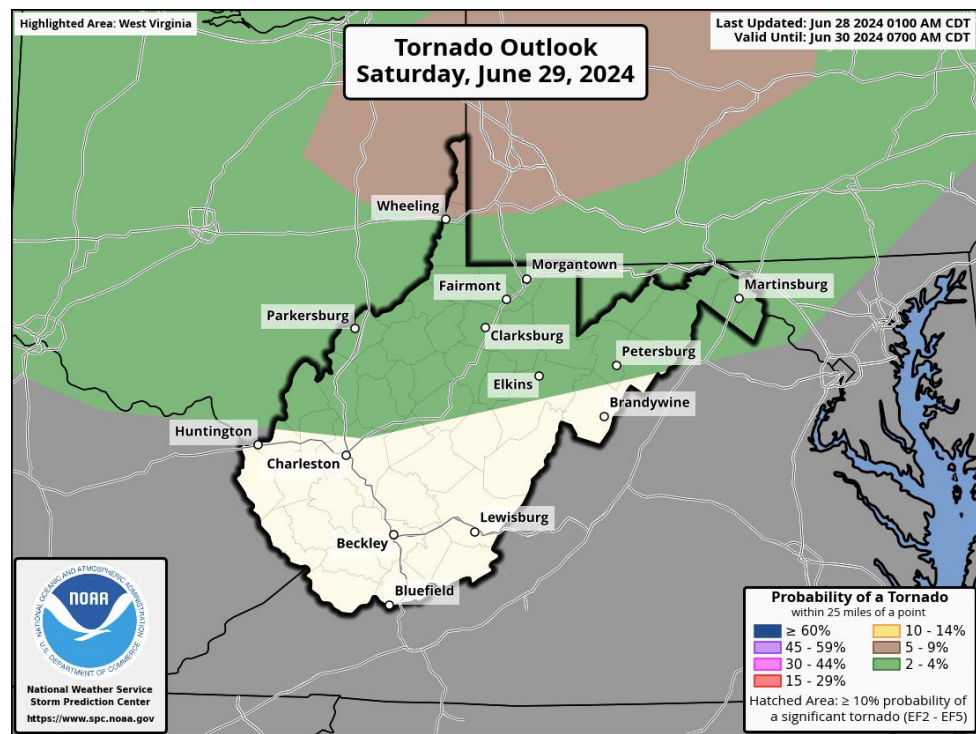 Highlighted Area: West Virginia
Tornado Outlook
Saturday, June 29, 2024
Last Updated: Jun 28 2024 0100 AM CDT
Valid Until: Jun 30 2024 0700 AM CDT
Wheeling
Morgantown
Fairmont
Martinsburg
Parkersburg
Clarksburg
Petersburg
Elkins
Brandywine
Huntington
Charleston
Lewisburg
Beckley
Bluefield
NATIONAL OCEANIC AND ATMOSPHERIC ADMINISTRATION
NOAA
U.S. DEPARTMENT OF COMMERCE
National Weather Service
Storm Prediction Center
https://www.spc.noaa.gov
Probability of a Tornado
within 25 miles of a point
≥ 60%
45 - 59%
30 - 44%
15 - 29%
10 - 14%
5 - 9%
2 - 4%
Hatched Area: ≥ 10% probability of
a significant tornado (EF2 - EF5)